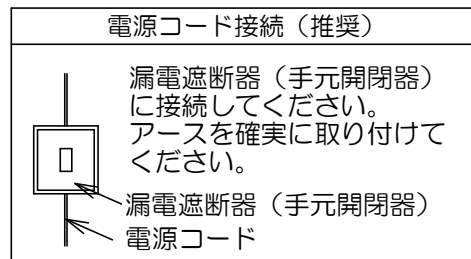 電源コード接続（推奨）
漏電遮断器（手元開閉器）
に接続してください。
アースを確実に取り付けて
ください。
漏電遮断器（手元開閉器）
電源コード